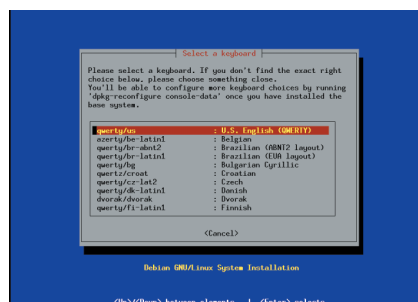 Select a keyboard
Please select a keyboard. If you don't find the exact right
choice below, please choose something close.
You'll be able to configure more keyboard choices by running
'dpkg-reconfigure console-data' once you have installed the
base system.
qwerty/us : U.S. English (QWERTY)
azerty/be-latin1 : Belgian
qwerty/br-abnt2 : Brazilian (ABNT2 layout)
qwerty/br-latin1 : Brazilian (EUA layout)
qwerty/bg : Bulgarian Cyrillic
qwertz/croat : Croatian
qwerty/cz-lat2 : Czech
qwerty/dk-latin1 : Danish
dvorak/dvorak : Dvorak
qwerty/fi-latin1 : Finnish
<Cancel>
Debian GNU/Linux System Installation
<Up>/<Down> between elements | <Enter> selects